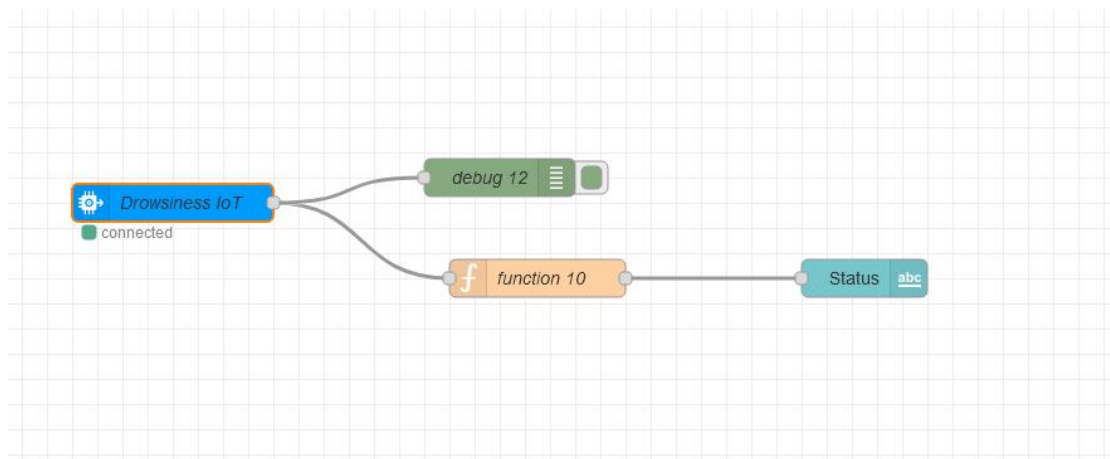 debug 12
Drowsiness IoT
connected
function 10
Status
abc